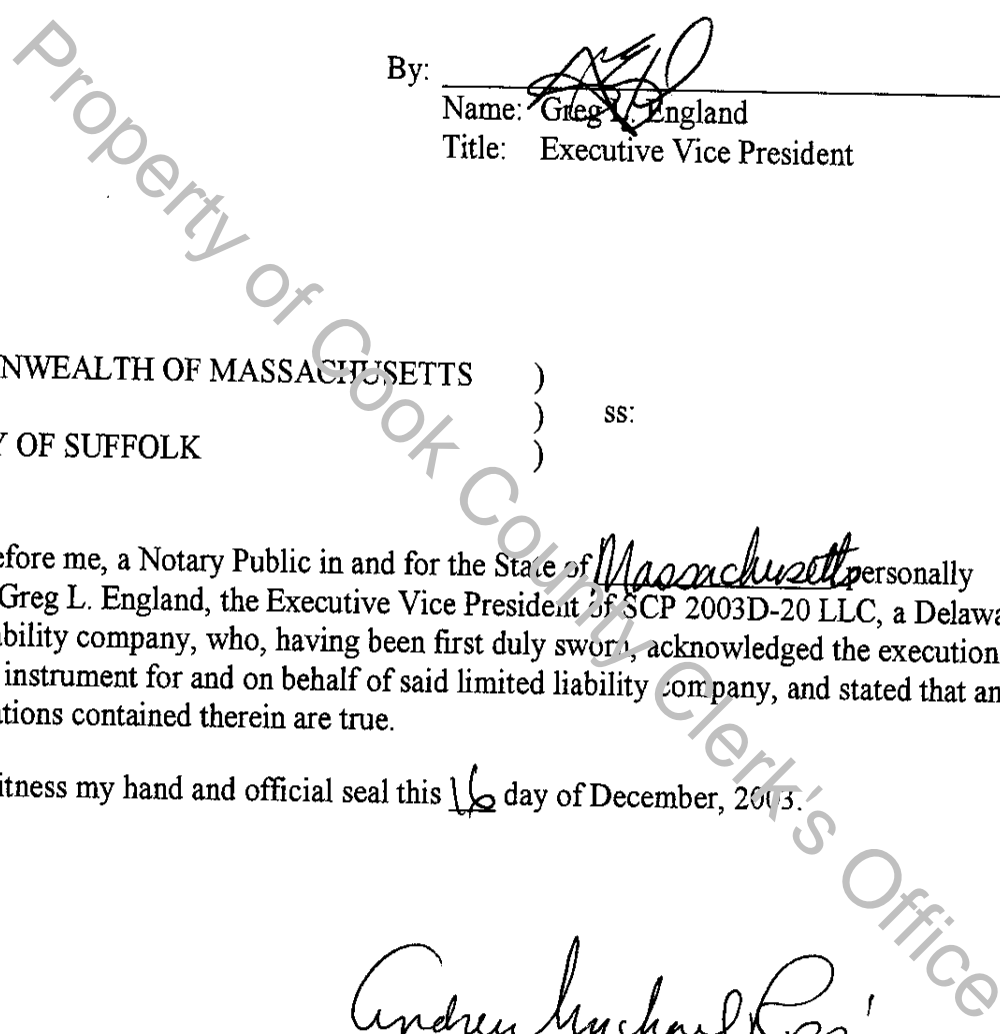 By:
Name: Greg L. England
Title: Executive Vice President
NWEALTH OF MASSACHUSETTS )
) ss:
Y OF SUFFOLK )
efore me, a Notary Public in and for the State of Massachusetts personally
Greg L. England, the Executive Vice President of SCP 2003D-20 LLC, a Delawa
bility company, who, having been first duly sworn, acknowledged the execution
instrument for and on behalf of said limited liability company, and stated that an
tions contained therein are true.
itness my hand and official seal this 16 day of December, 2003.
Andrew Michael
Property of Cook County Clerk's Office